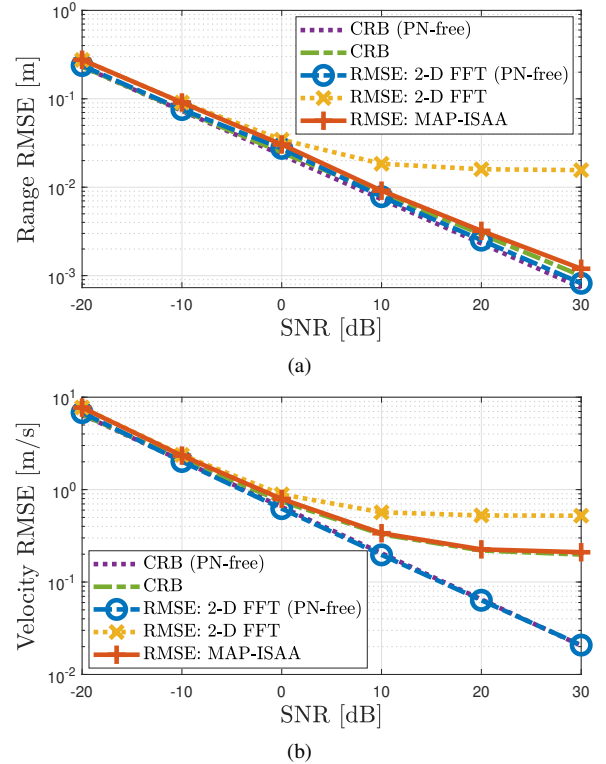 10^0
10^-1
10^-2
10^-3
Range RMSE [m]
CRB (PN-free)
CRB
RMSE: 2-D FFT (PN-free)
RMSE: 2-D FFT
RMSE: MAP-ISAA
-20 -10 0 10 20 30
SNR [dB]
(a)
10^1
10^0
10^-1
10^-2
Velocity RMSE [m/s]
CRB (PN-free)
CRB
RMSE: 2-D FFT (PN-free)
RMSE: 2-D FFT
RMSE: MAP-ISAA
-20 -10 0 10 20 30
SNR [dB]
(b)